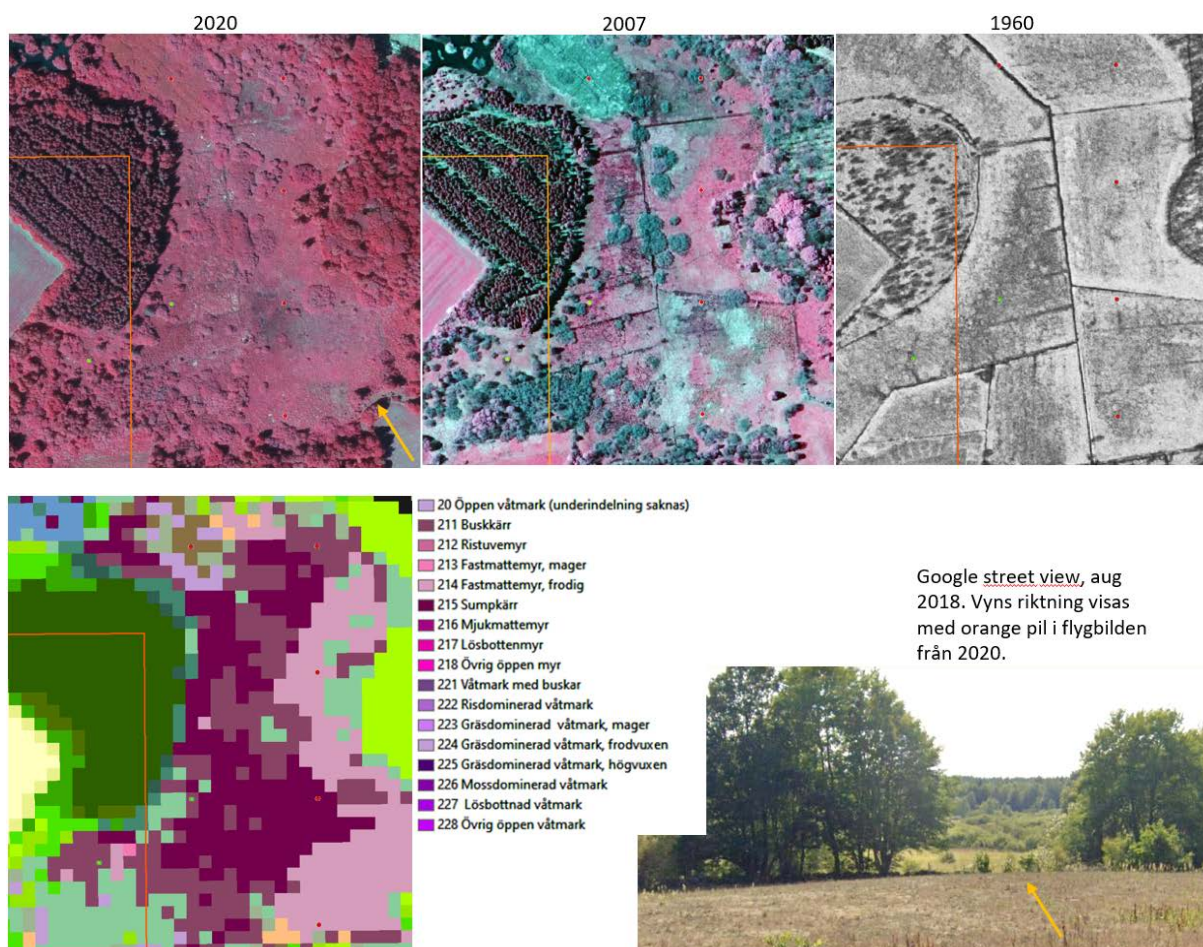 2020
2007
1960
20 Öppen våtmark (underindelning saknas)
211 Buskkärr
212 Ristuvemyr
213 Fastmattemyr, mager
214 Fastmattemyr, frodig
215 Sumpkärr
216 Mjukmattemyr
217 Lösbottenmyr
218 Övrig öppen myr
221 Våtmark med buskar
222 Risdominerad våtmark
223 Gräsdominerad våtmark, mager
224 Gräsdominerad våtmark, frodvuxen
225 Gräsdominerad våtmark, högvuxen
226 Mossdominerad våtmark
227 Lösbottnad våtmark
228 Övrig öppen våtmark
Google street view, aug
2018. Vyns riktning visas
med orange pil i flygbilden
från 2020.